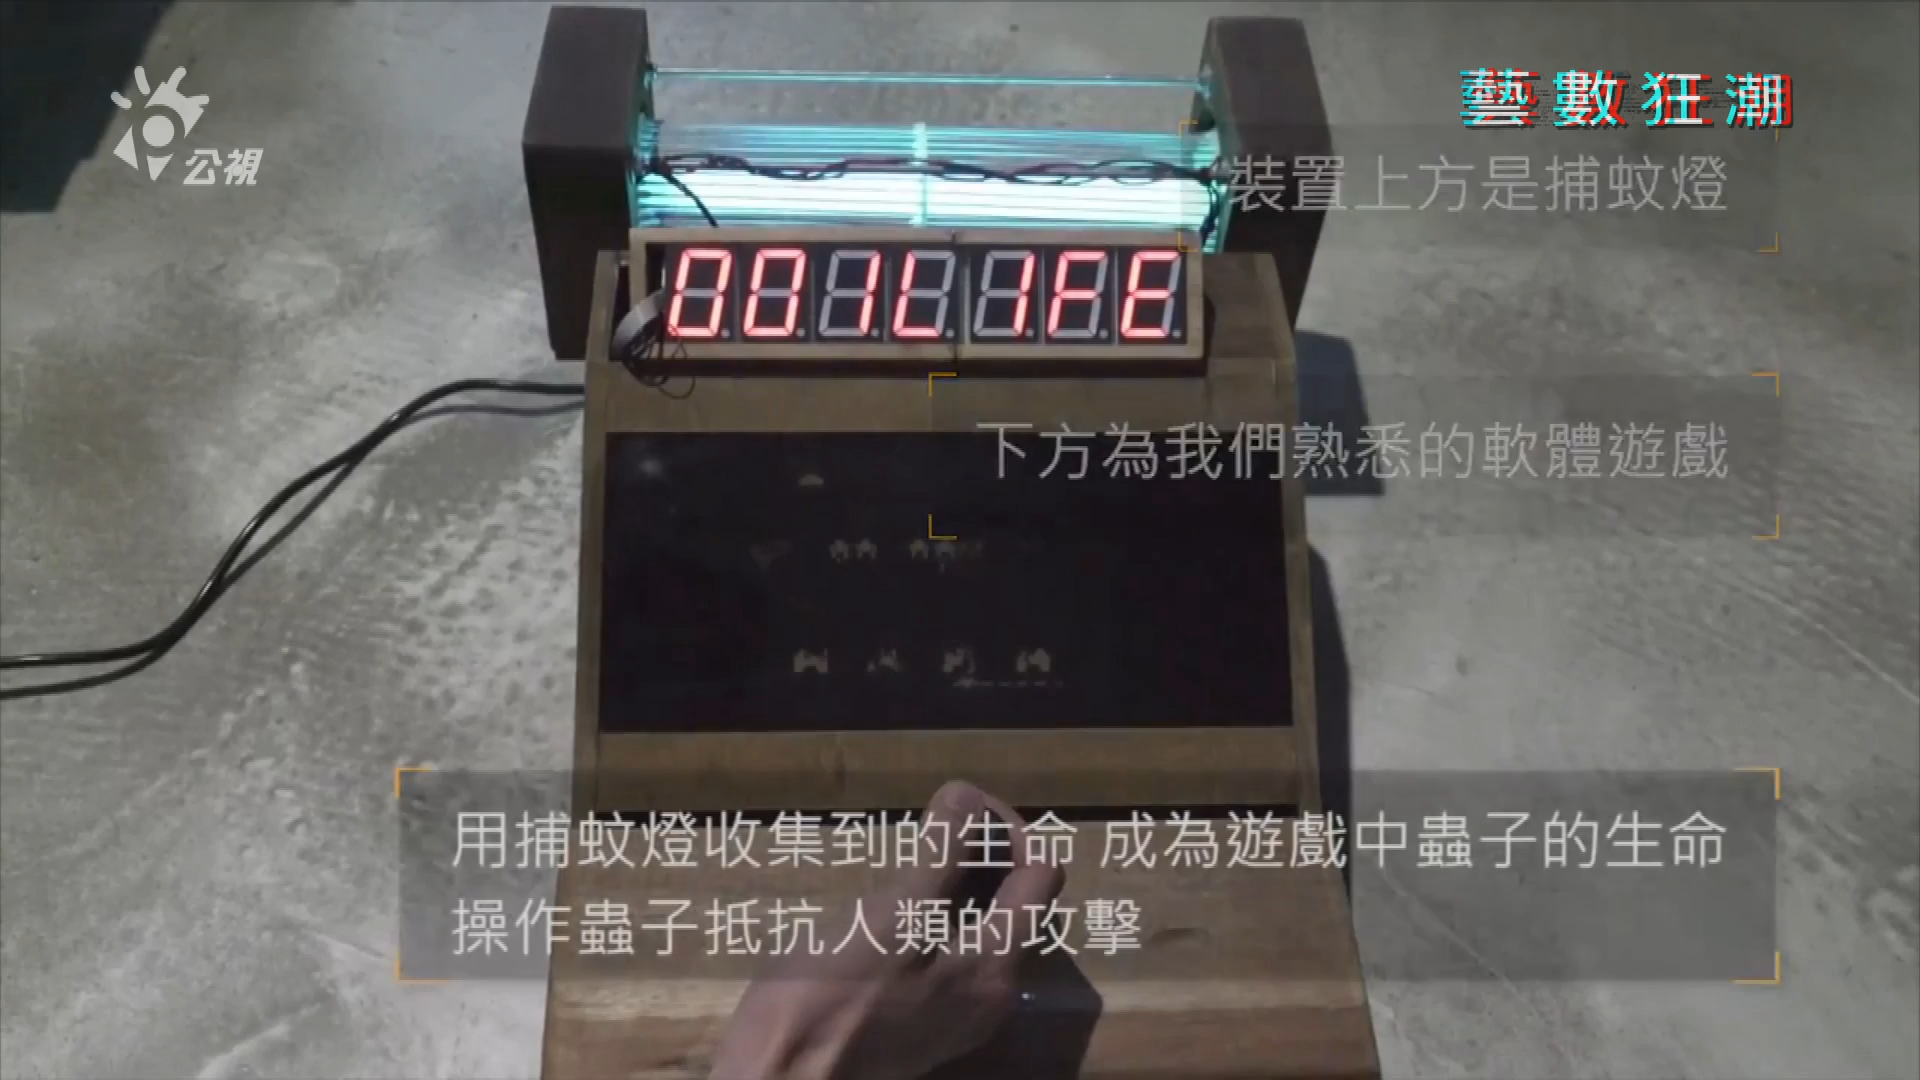 公視
藝數狂潮
裝置上方是捕蚊燈
001LIFE
下方為我們熟悉的軟體遊戲
用捕蚊燈收集到的生命 成為遊戲中蟲子的生命
操作蟲子抵抗人類的攻擊